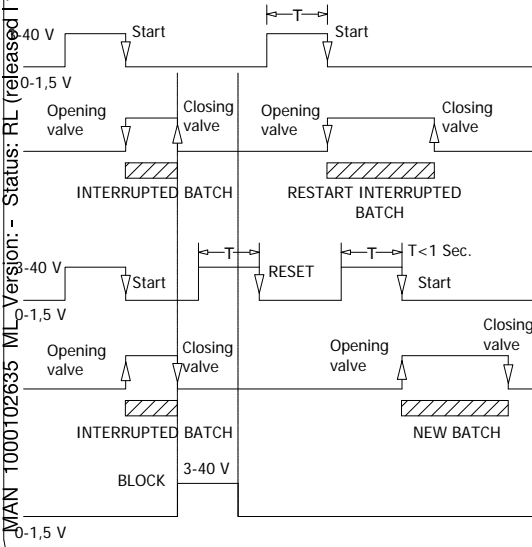 MAN 1000102635 ML Version: - Status: RL (released
T
-40 V
Start
Start
0-1,5 V
Opening
valve
Closing
valve
Opening
valve
Closing
valve
INTERRUPTED BATCH
RESTART INTERRUPTED
BATCH
T
T
T<1 Sec.
3-40 V
Start
RESET
Start
0-1,5 V
Opening
valve
Closing
valve
Opening
valve
Closing
valve
INTERRUPTED BATCH
NEW BATCH
BLOCK
3-40 V
0-1,5 V